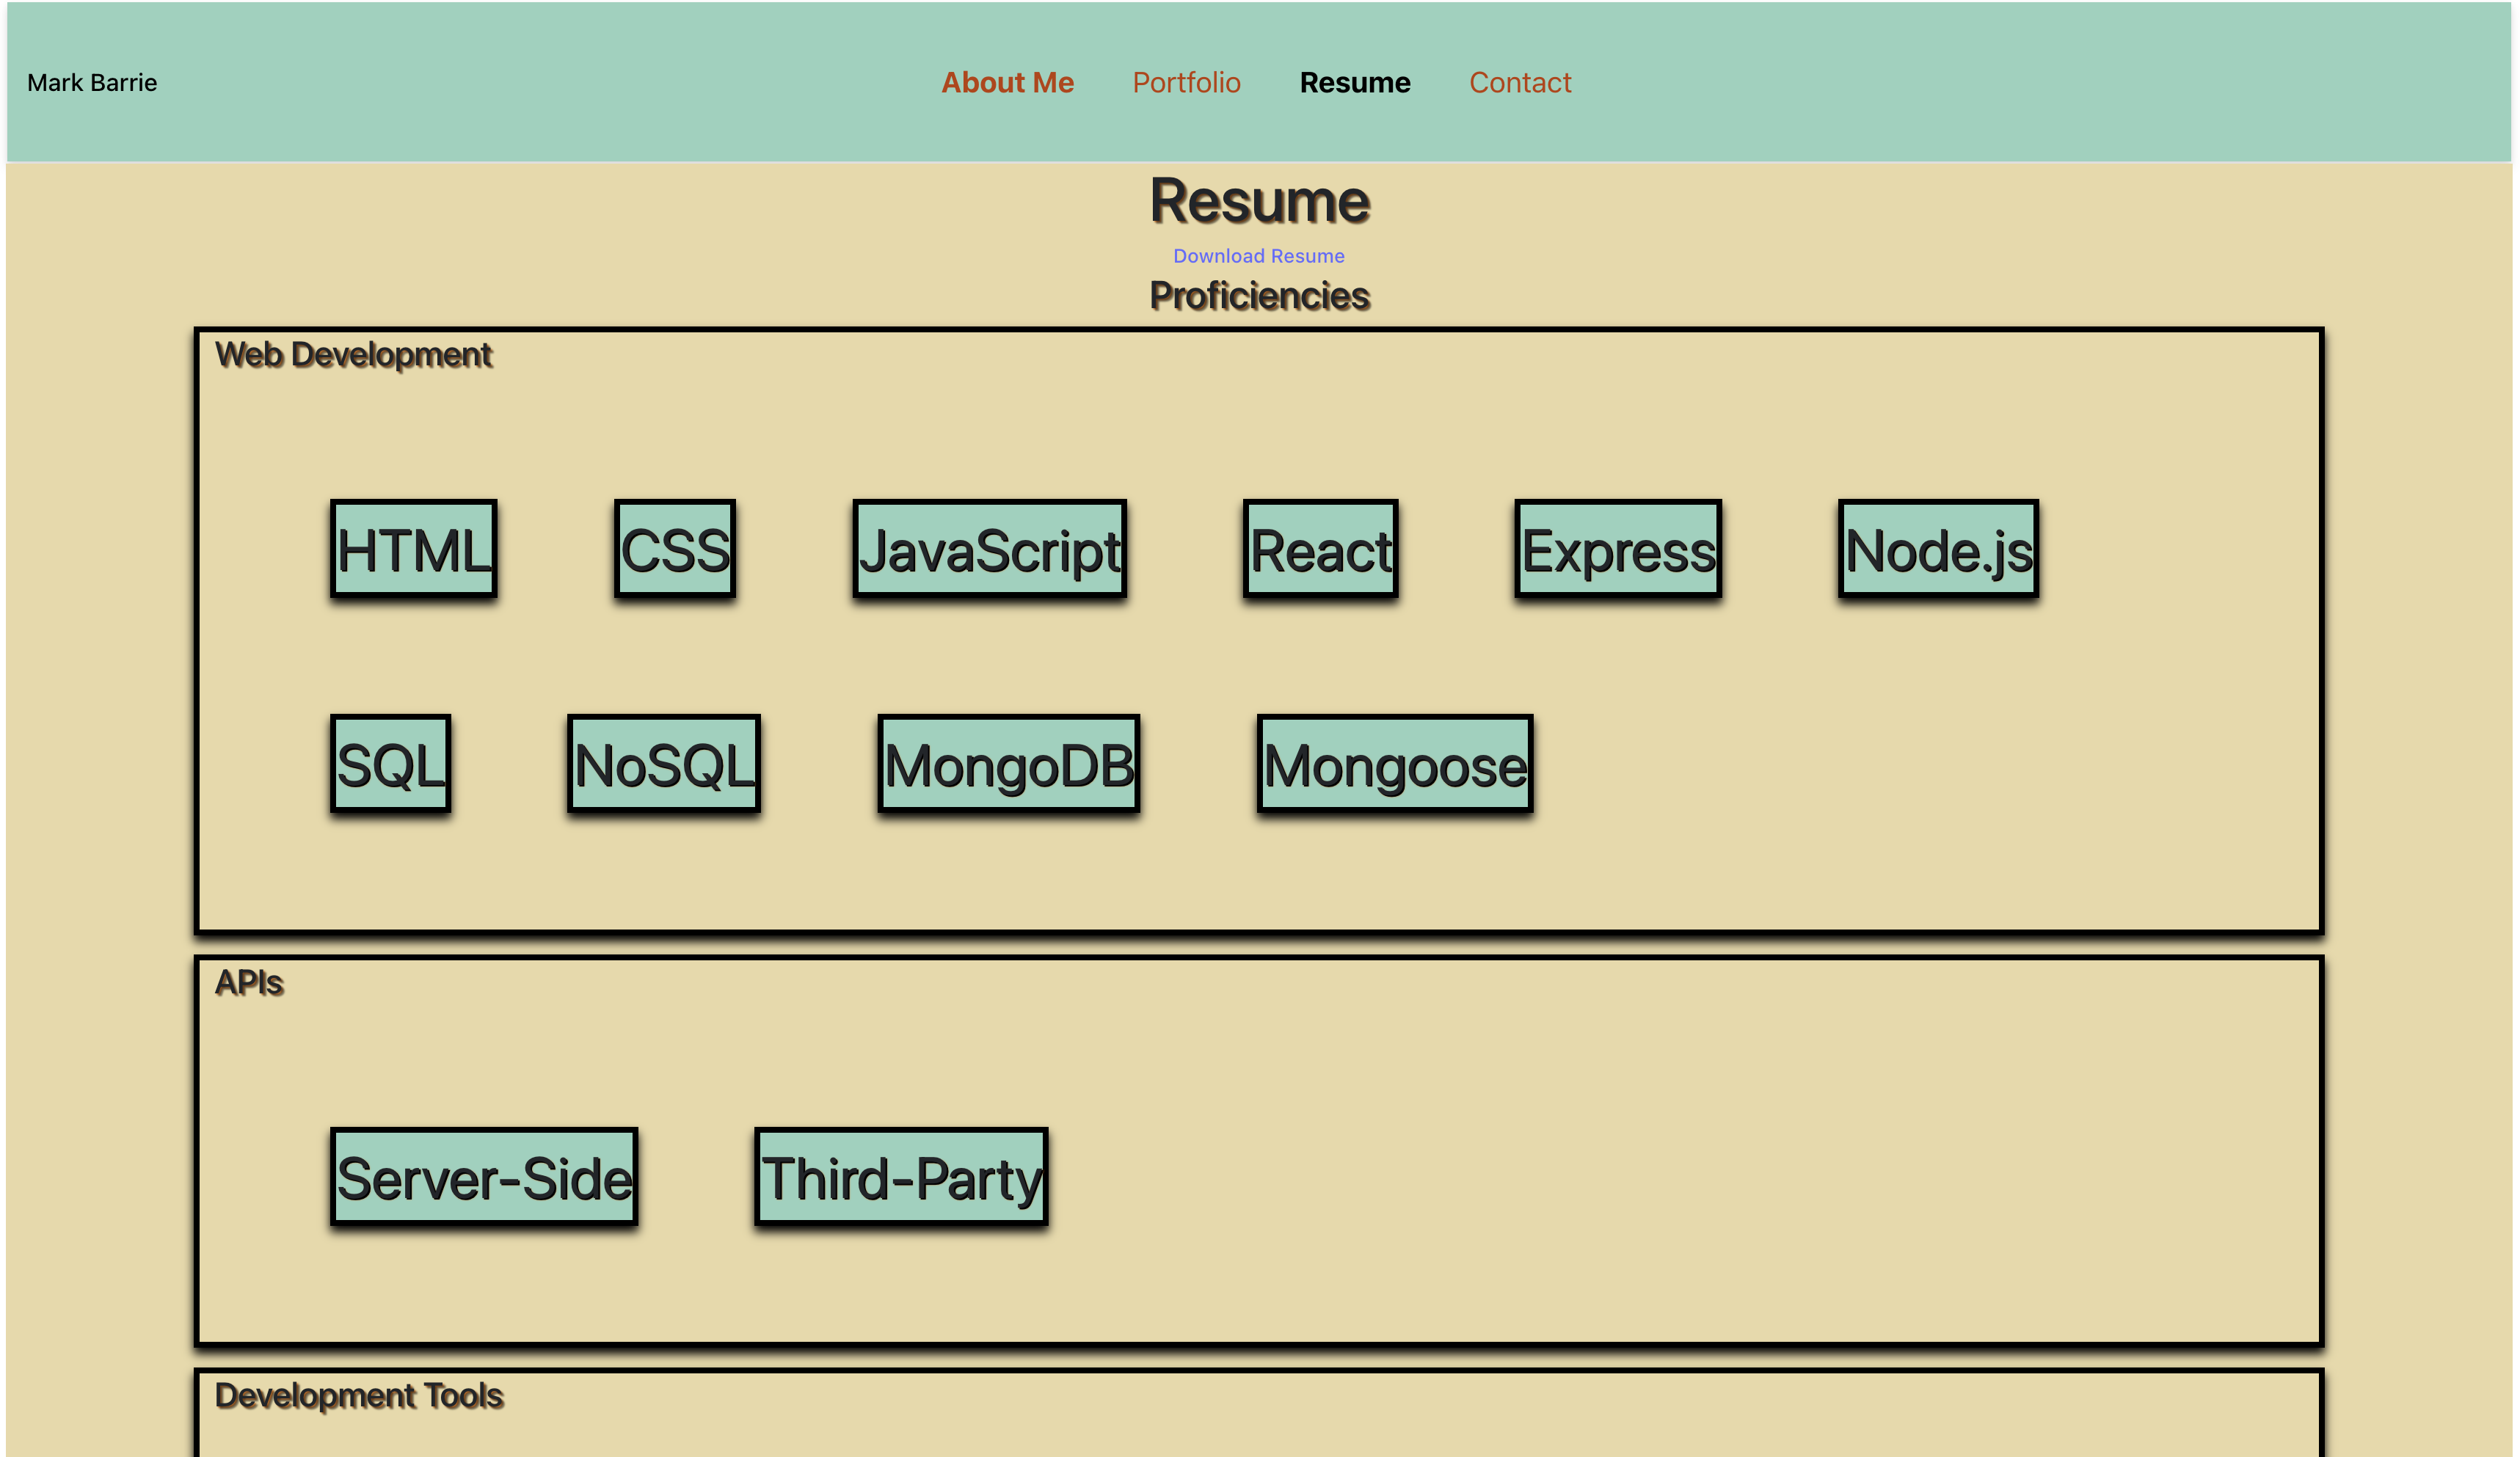 Mark Barrie About Me Portfolio Resume Contact
Resume
Download Resume
Proficiencies
Web Development
HTML CSS JavaScript React Express Node.js
SQL NoSQL MongoDB Mongoose
APIs
Server-Side Third-Party
Development Tools